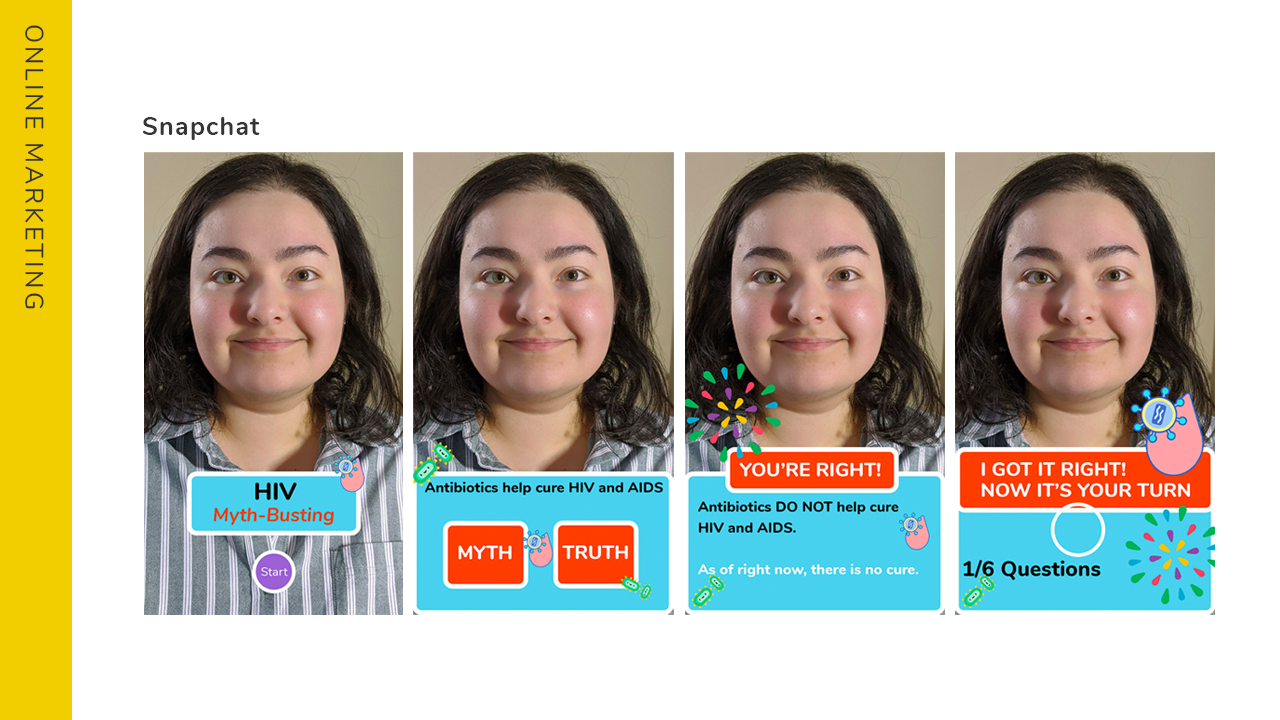 ONLINE MARKETING
Snapchat
HIV
Myth-Busting
Start
Antibiotics help cure HIV and AIDS
MYTH
TRUTH
YOU’RE RIGHT!
Antibiotics DO NOT help cure
HIV and AIDS.
As of right now, there is no cure.
I GOT IT RIGHT!
NOW IT’S YOUR TURN
1/6 Questions